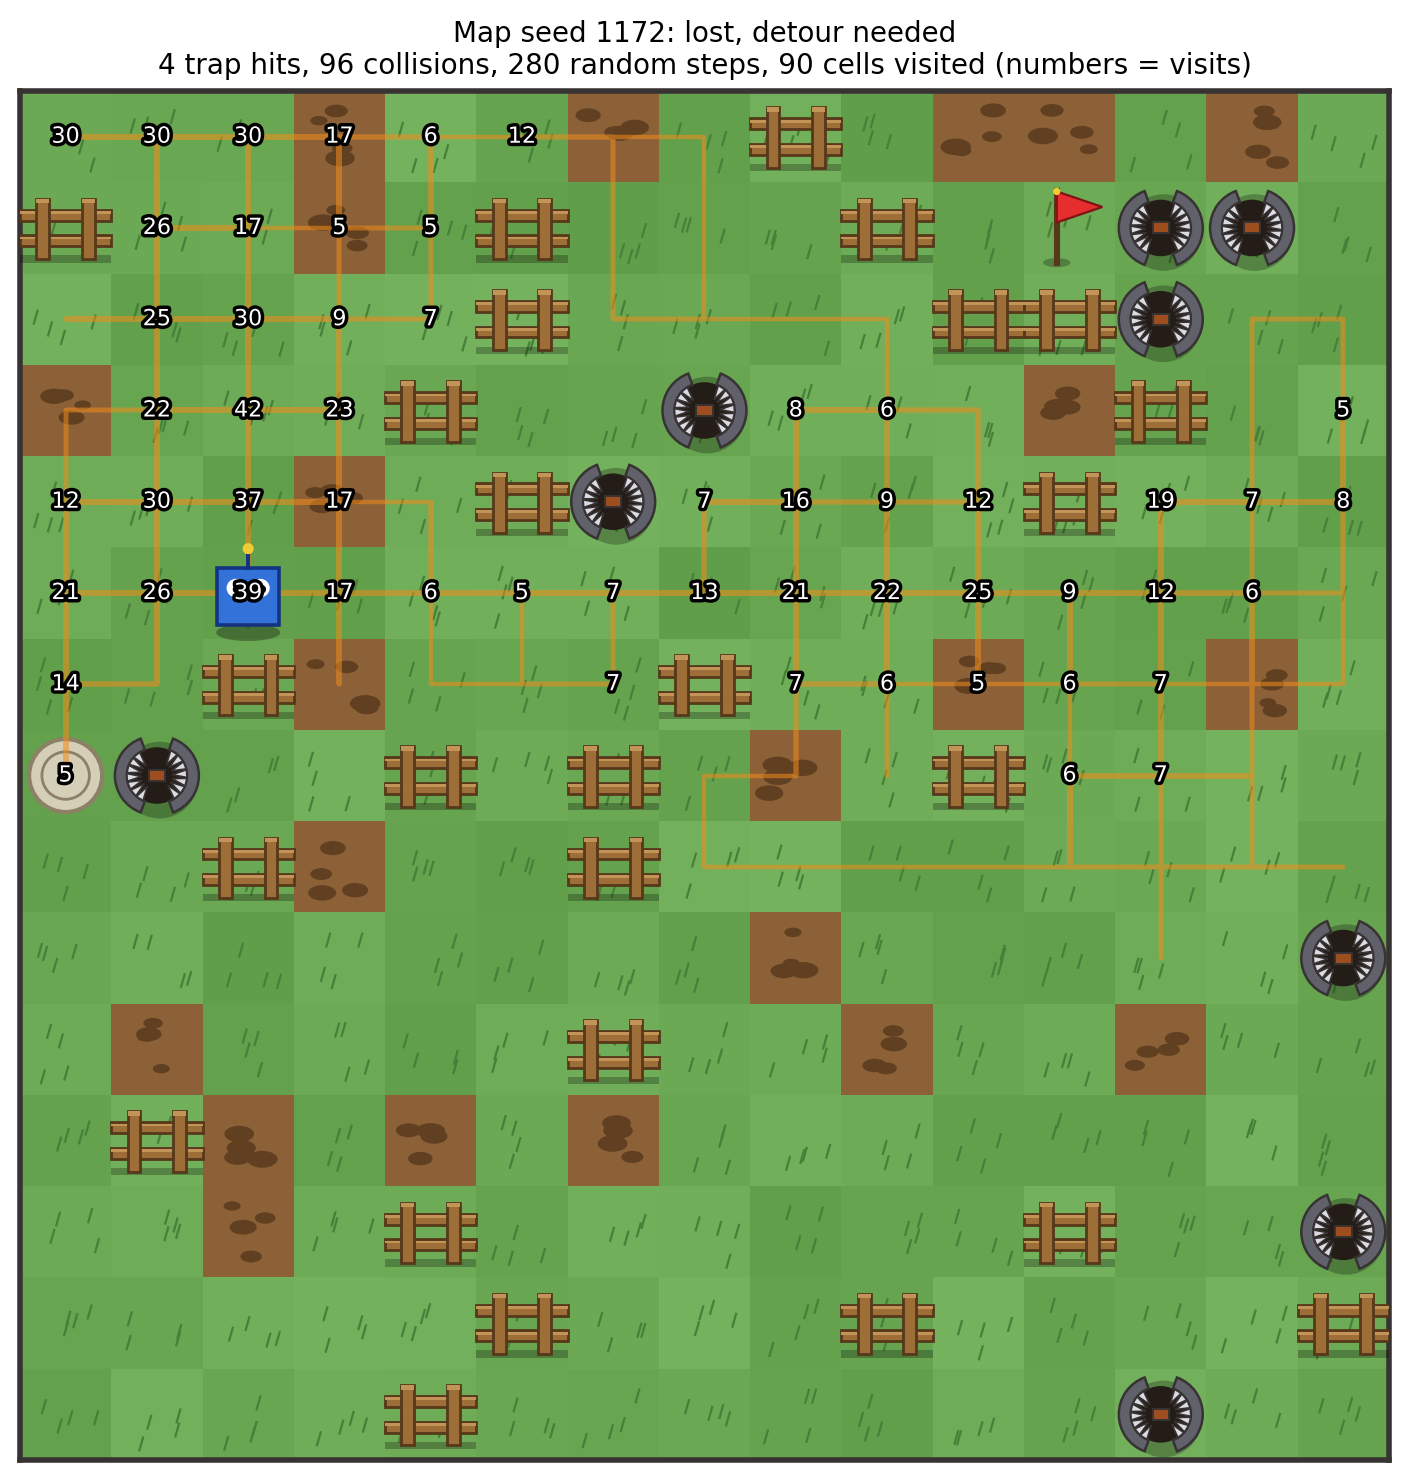 Map seed 1172: lost, detour needed
4 trap hits, 96 collisions, 280 random steps, 90 cells visited (numbers = visits)
30 30 30 17 6 12
26 17 5 5
25 30 9 7
22 42 23 8 6 5
12 30 37 17 7 16 9 12 19 7 8
21 26 39 17 6 5 7 13 21 22 25 9 12 6
14 7 7 6 5 6 7
5 6 7